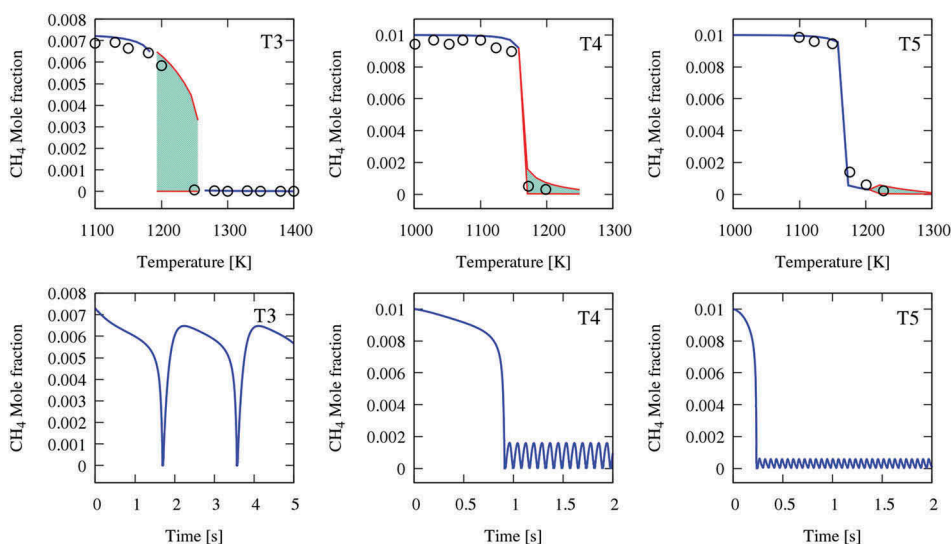 CH4 Mole fraction
0.008
0.007
0.006
0.005
0.004
0.003
0.002
0.001
0
T3
1100 1200 1300 1400
Temperature [K]
CH4 Mole fraction
0.01
0.008
0.006
0.004
0.002
0
T4
1000 1100 1200 1300
Temperature [K]
CH4 Mole fraction
0.01
0.008
0.006
0.004
0.002
0
T5
1000 1100 1200 1300
Temperature [K]
CH4 Mole fraction
0.008
0.007
0.006
0.005
0.004
0.003
0.002
0.001
0
T3
0 1 2 3 4 5
Time [s]
CH4 Mole fraction
0.01
0.008
0.006
0.004
0.002
0
T4
0 0.5 1 1.5 2
Time [s]
CH4 Mole fraction
0.01
0.008
0.006
0.004
0.002
0
T5
0 0.5 1 1.5 2
Time [s]